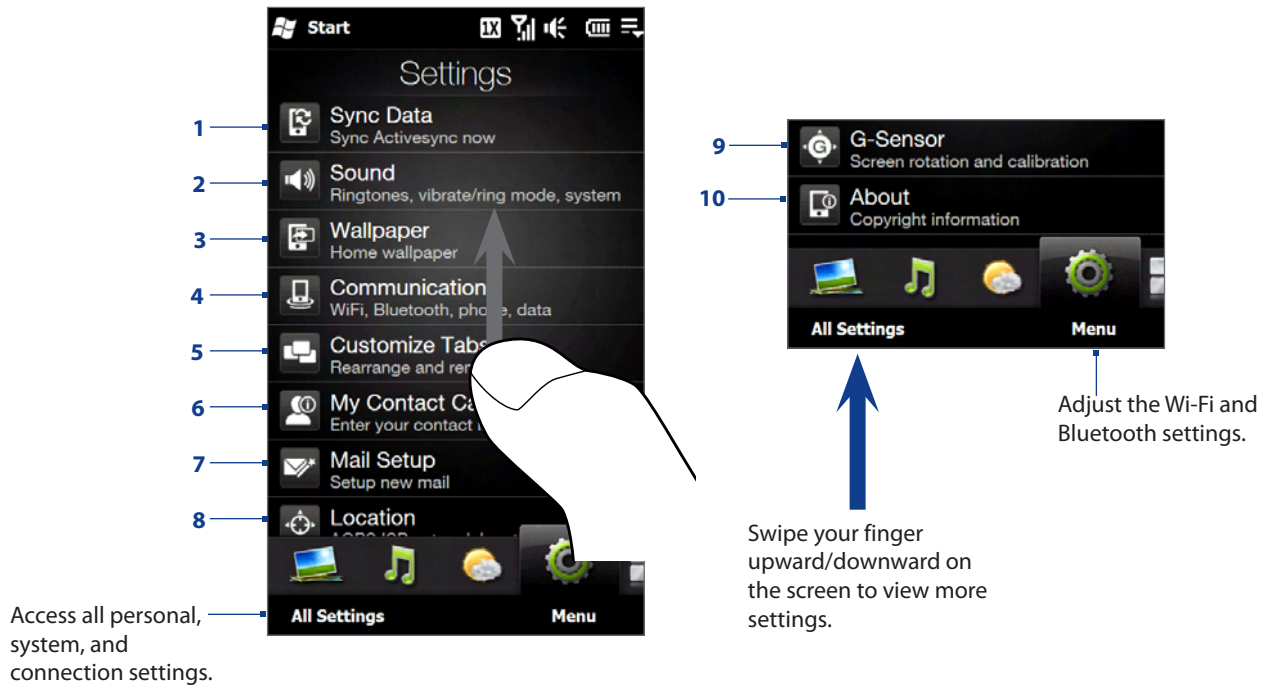 Start
1X
Settings
1
Sync Data
Sync Activesync now
2
Sound
Ringtones, vibrate/ring mode, system
3
Wallpaper
Home wallpaper
4
Communication
WiFi, Bluetooth, phone, data
5
Customize Tabs
Rearrange and
6
My Contact
Enter your contact
7
Mail Setup
Setup new mail
8
Location
All Settings
Menu
Access all personal,
system, and
connection settings.
9
G-Sensor
Screen rotation and calibration
10
About
Copyright information
All Settings
Menu
Adjust the Wi-Fi and
Bluetooth settings.
Swipe your finger
upward/downward on
the screen to view more
settings.